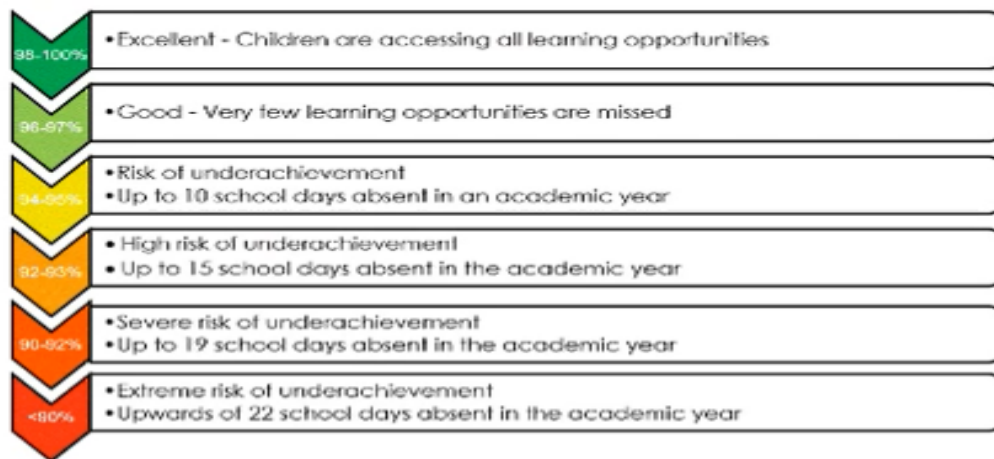 98-100%
•Excellent - Children are accessing all learning opportunities
96-97%
•Good - Very few learning opportunities are missed
94-95%
•Risk of underachievement
•Up to 10 school days absent in an academic year
92-93%
• High risk of underachievement
• Up to 15 school days absent in the academic year
90-92%
•Severe risk of underachievement
•Up to 19 school days absent in the academic year
<90%
•Extreme risk of underachievement
•Upwards of 22 school days absent in the academic year